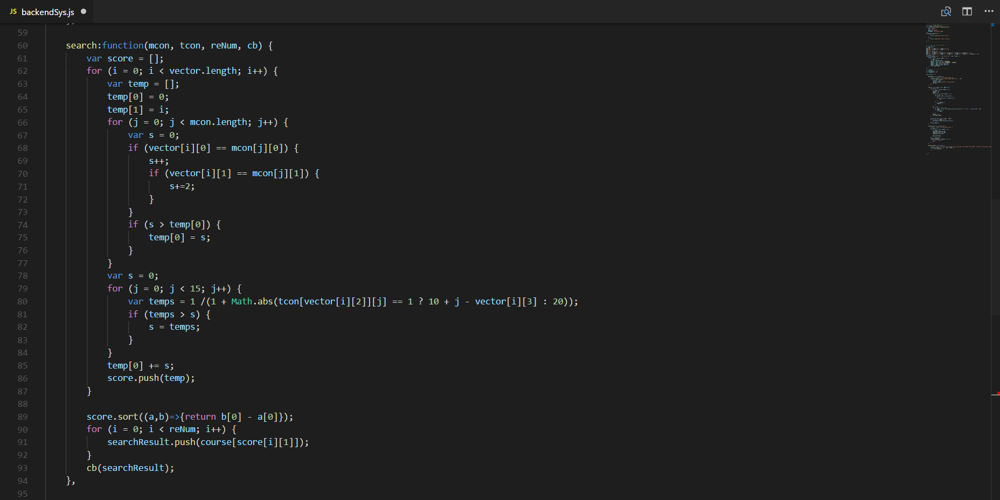 JS backendSys.js
59
60 search:function(mcon, tcon, reNum, cb) {
61 var score = [];
62 for (i = 0; i < vector.length; i++) {
63 var temp = [];
64 temp[0] = 0;
65 temp[1] = i;
66 for (j = 0; j < mcon.length; j++) {
67 var s = 0;
68 if (vector[i][0] == mcon[j][0]) {
69 s++;
70 if (vector[i][1] == mcon[j][1]) {
71 s+=2;
72 }
73 }
74 if (s > temp[0]) {
75 temp[0] = s;
76 }
77 }
78 var s = 0;
79 for (j = 0; j < 15; j++) {
80 var temps = 1 /(1 + Math.abs(tcon[vector[i][2]][j] == 1 ? 10 + j - vector[i][3] : 20));
81 if (temps > s) {
82 s = temps;
83 }
84 }
85 temp[0] += s;
86 score.push(temp);
87 }
88
89 score.sort((a,b)=>{return b[0] - a[0]});
90 for (i = 0; i < reNum; i++) {
91 searchResult.push(course[score[i][1]]);
92 }
93 cb(searchResult);
94 },
95